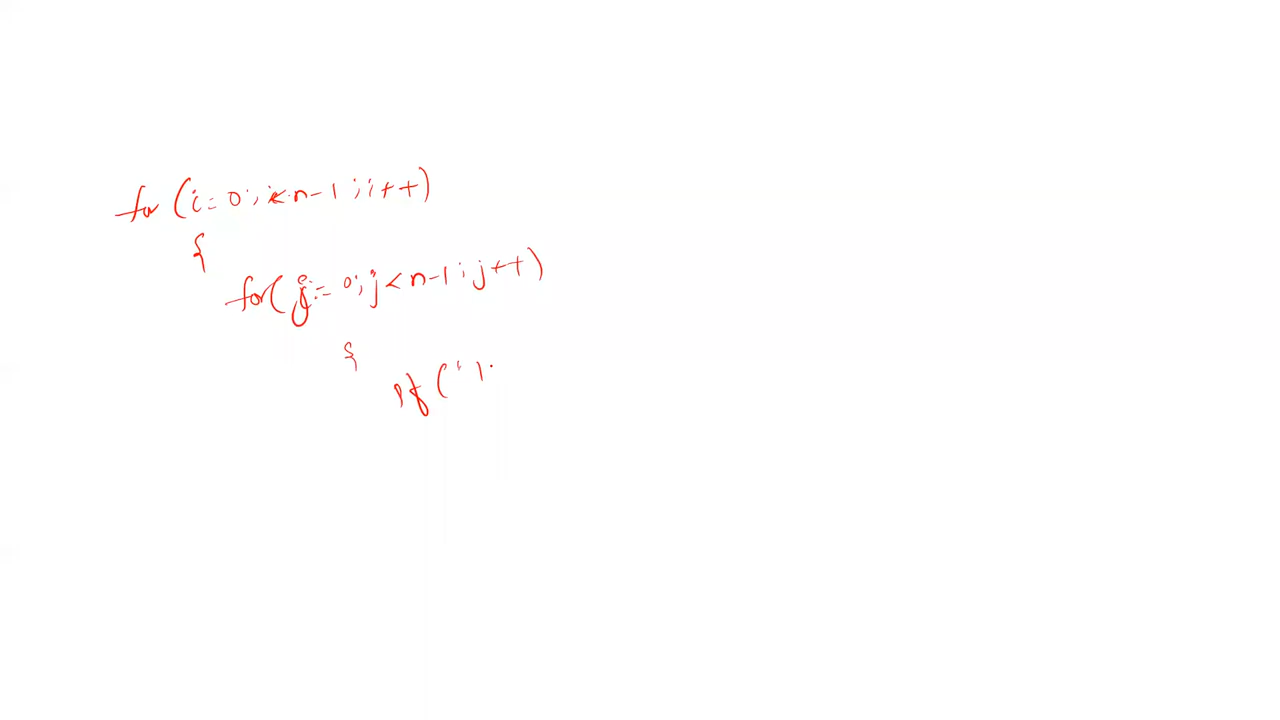 for (i=0; i<n-1; i++)
{
for(j=0; j<n-1; j++)
{
if (